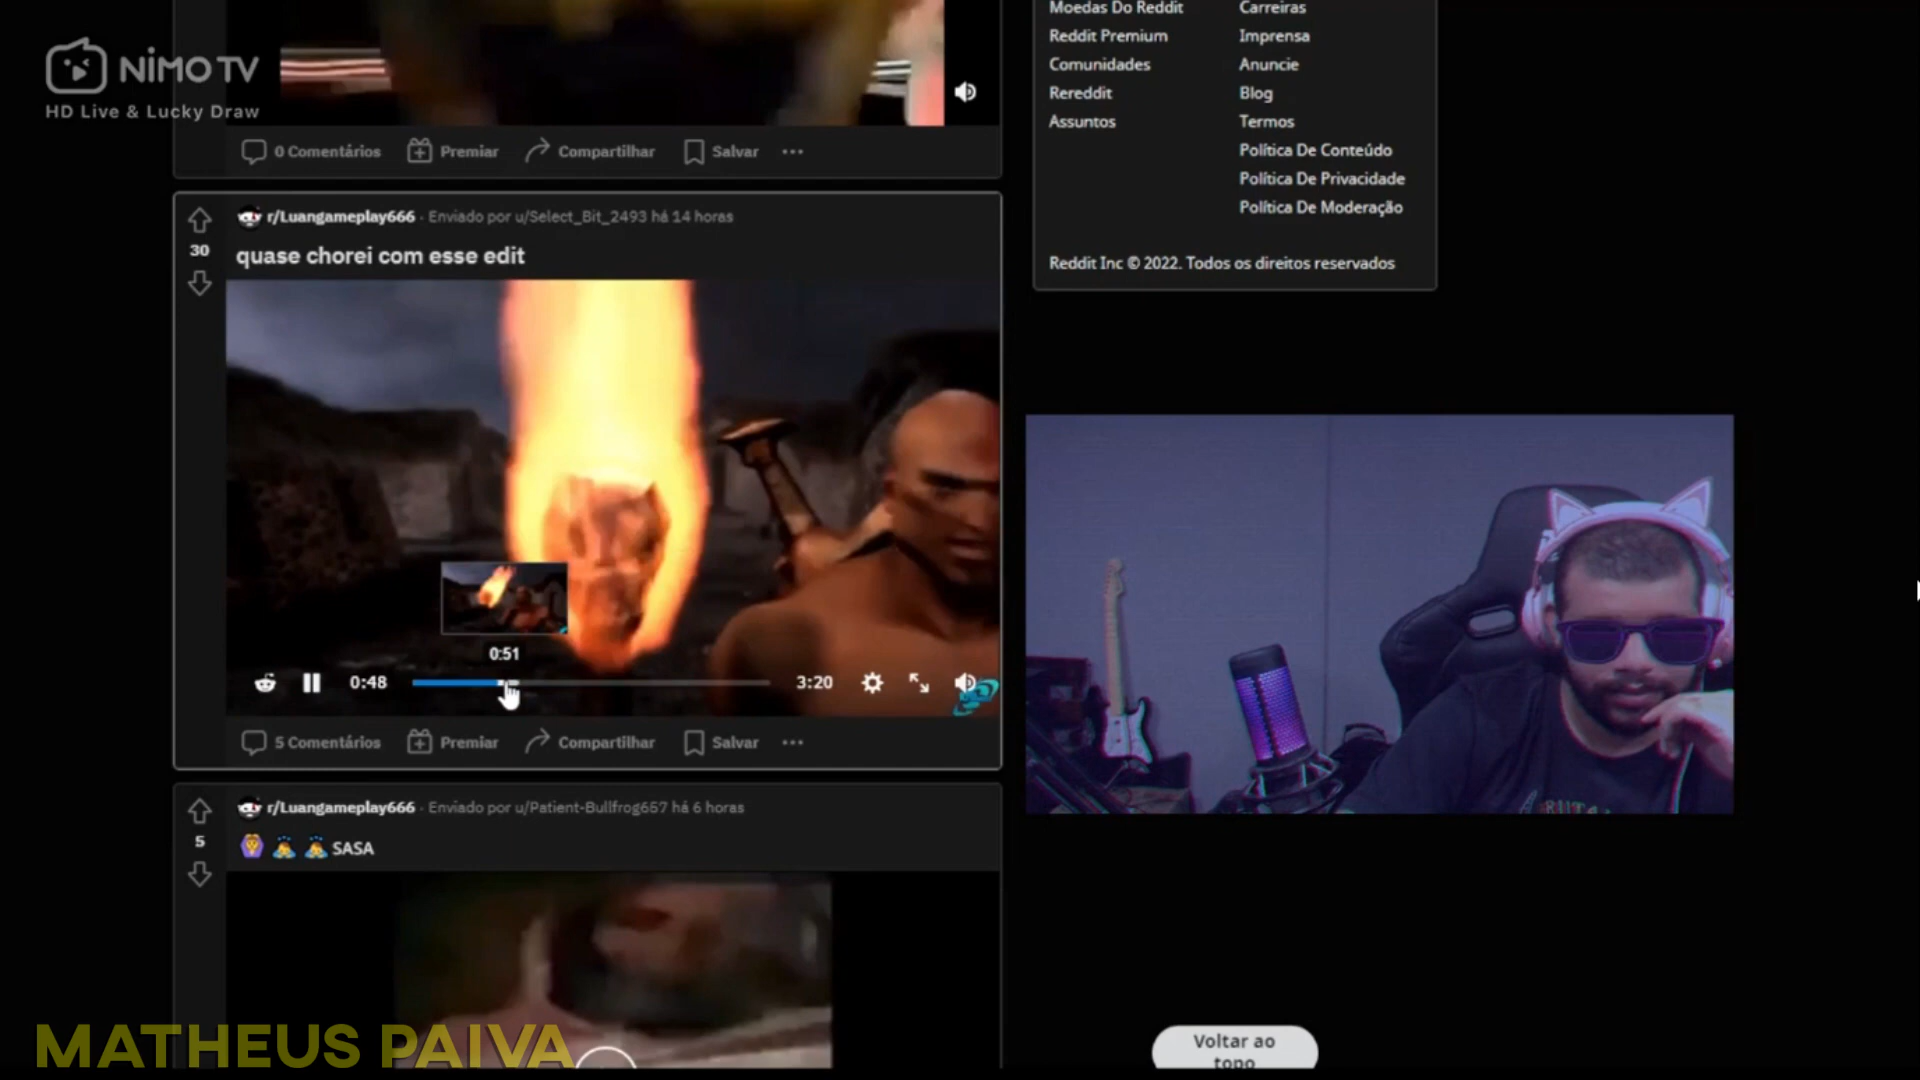 NIMO TV
HD Live & Lucky Draw
0 Comentários Premiar Compartilhar Salvar
r/Luangameplay666 · Enviado por u/Select_Bit_2493 há 14 horas
30
quase chorei com esse edit
0:51
0:48
3:20
5 Comentários Premiar Compartilhar Salvar
r/Luangameplay666 · Enviado por u/Patient-Bullfrog657 há 6 horas
5
SASA
MATHEUS PAIVA
Moedas Do Reddit
Reddit Premium
Comunidades
Rereddit
Assuntos
Carreiras
Imprensa
Anuncie
Blog
Termos
Política De Conteúdo
Política De Privacidade
Política De Moderação
Reddit Inc © 2022. Todos os direitos reservados
Voltar ao
topo